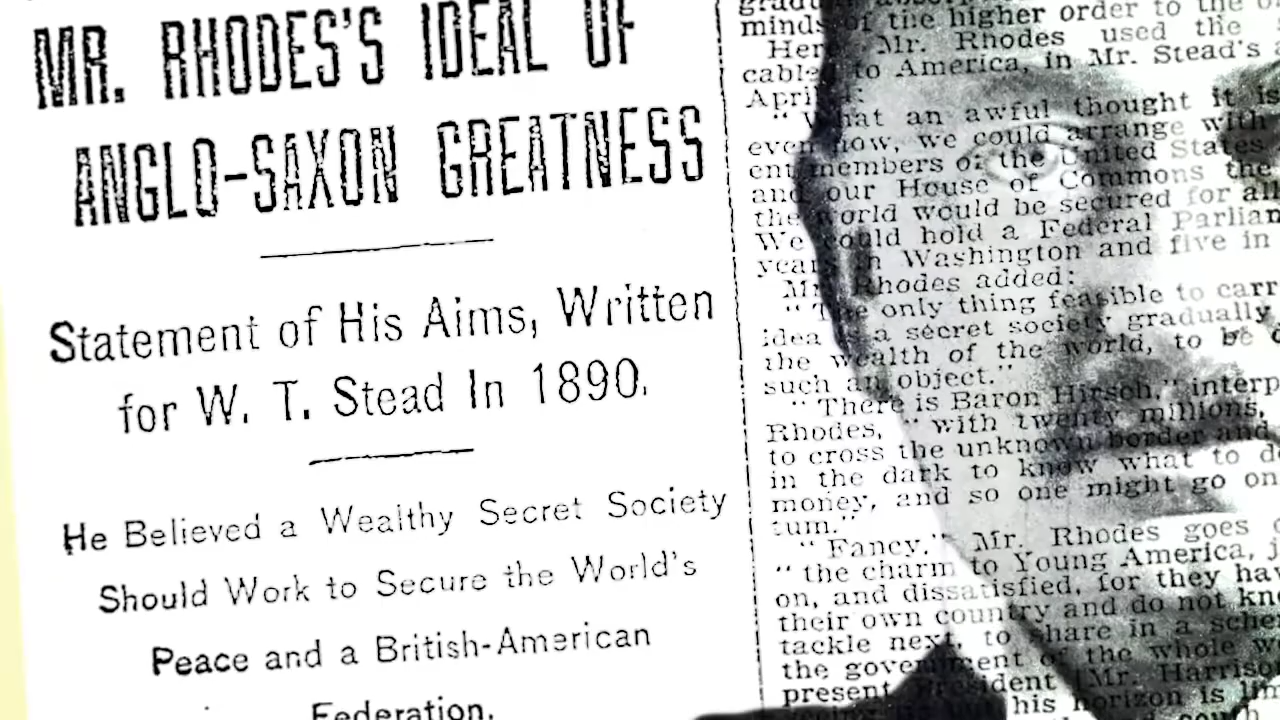 MR. RHODES'S IDEAL OF
ANGLO-SAXON GREATNESS
Statement of His Aims, Written
for W. T. Stead In 1890.
He Believed a Wealthy Secret Society
Should Work to Secure the World's
Peace and a British-American
Federation.
minds of the higher order to the
Here Mr. Rhodes used the
cabled to America, in Mr. Stead's
April 4:
"What an awful thought it is
even now, we could arrange with
ent members of the United States
and our House of Commons the
the world would be secured for all
We could hold a Federal Parlia
years in Washington and five in
Mr. Rhodes added:
"The only thing feasible to carr
idea is a secret society gradually
the wealth of the world, to be
such an object."
"There is Baron Hirsch," interp
Rhodes, "with twenty millions,
to cross the unknown border and
in the dark to know what to d
money, and so one might go on
tum."
"Fancy," Mr. Rhodes goes
"the charm to Young America, j
on, and dissatisfied, for they hav
their own country and do not kn
tackle next, to share in a sche
the government of the whole w
present President [Mr. Harriso
his horizon is lim